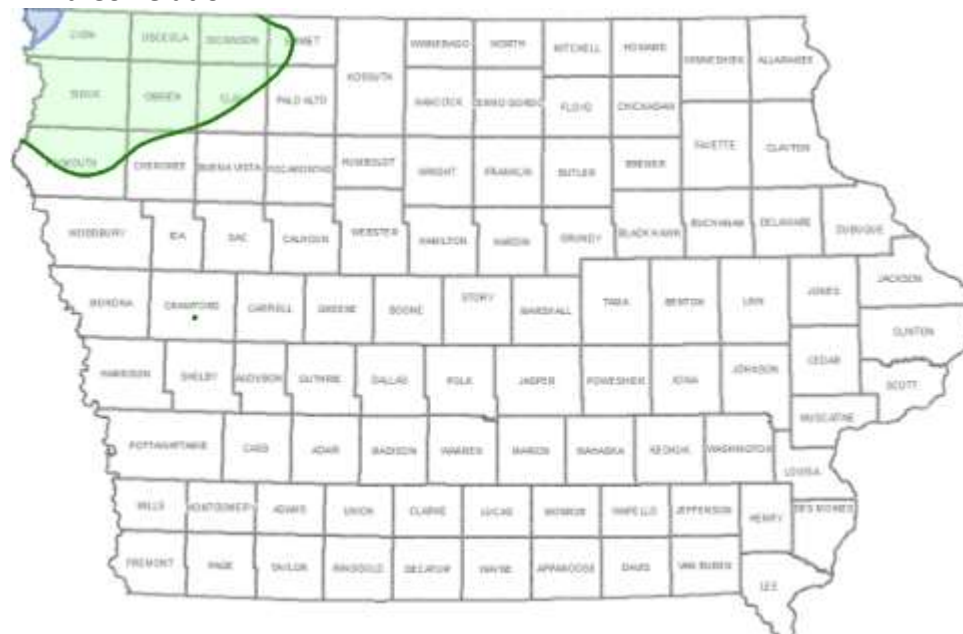 LYON OSCEOLA DICKINSON EMMET WINNEBAGO WORTH MITCHELL HOWARD WINNESHIEK ALLAMAKEE
KOSSUTH
SIOUX OBRIEN CLAY PALO ALTO HANCOCK CERRO GORDO FLOYD CHICKASAW
FAYETTE CLAYTON
PLYMOUTH CHEROKEE BUENA VISTA POCAHONTAS HUMBOLDT WRIGHT FRANKLIN BUTLER BREMER
WOODBURY IDA SAC CALHOUN WEBSTER HAMILTON HARDIN GRUNDY BLACK HAWK BUCHANAN DELAWARE DUBUQUE
MONONA CRAWFORD CARROLL GREENE BOONE STORY MARSHALL TAMA BENTON LINN JONES JACKSON
CLINTON
HARRISON SHELBY AUDUBON GUTHRIE DALLAS POLK JASPER POWESHIEK IOWA JOHNSON CEDAR SCOTT
MUSCATINE
POTTAWATTAMIE CASS ADAIR MADISON WARREN MARION MAHASKA KEOKUK WASHINGTON LOUISA
MILLS MONTGOMERY ADAMS UNION CLARKE LUCAS MONROE WAPELLO JEFFERSON HENRY DES MOINES
FREMONT PAGE TAYLOR RINGGOLD DECATUR WAYNE APPANOOSE DAVIS VAN BUREN LEE